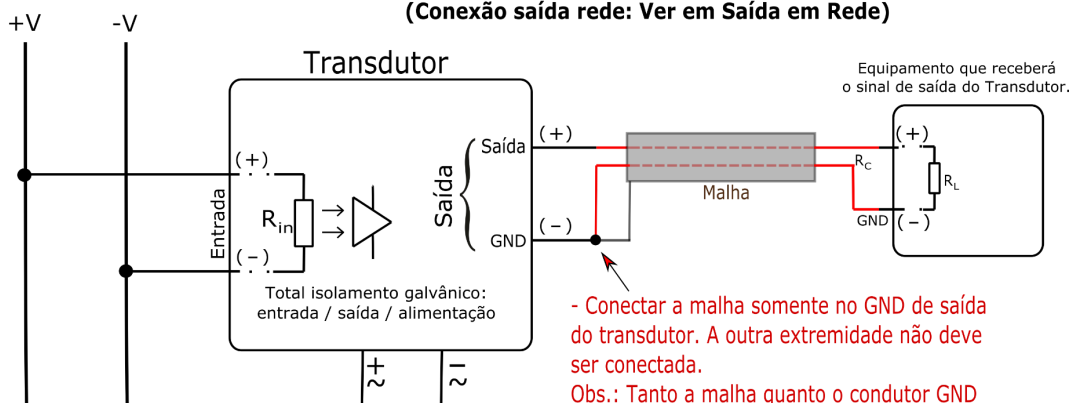 (Conexão saída rede: Ver em Saída em Rede)
+V
-V
Transdutor
Equipamento que receberá
o sinal de saída do Transdutor.
Saída
(+)
(+)
(+)
Entrada
Rin
Saída
RC
RL
Malha
(-)
GND
(-)
GND
(-)
Total isolamento galvânico:
entrada / saída / alimentação
- Conectar a malha somente no GND de saída
do transdutor. A outra extremidade não deve
ser conectada.
Obs.: Tanto a malha quanto o condutor GND
+
~
-
~